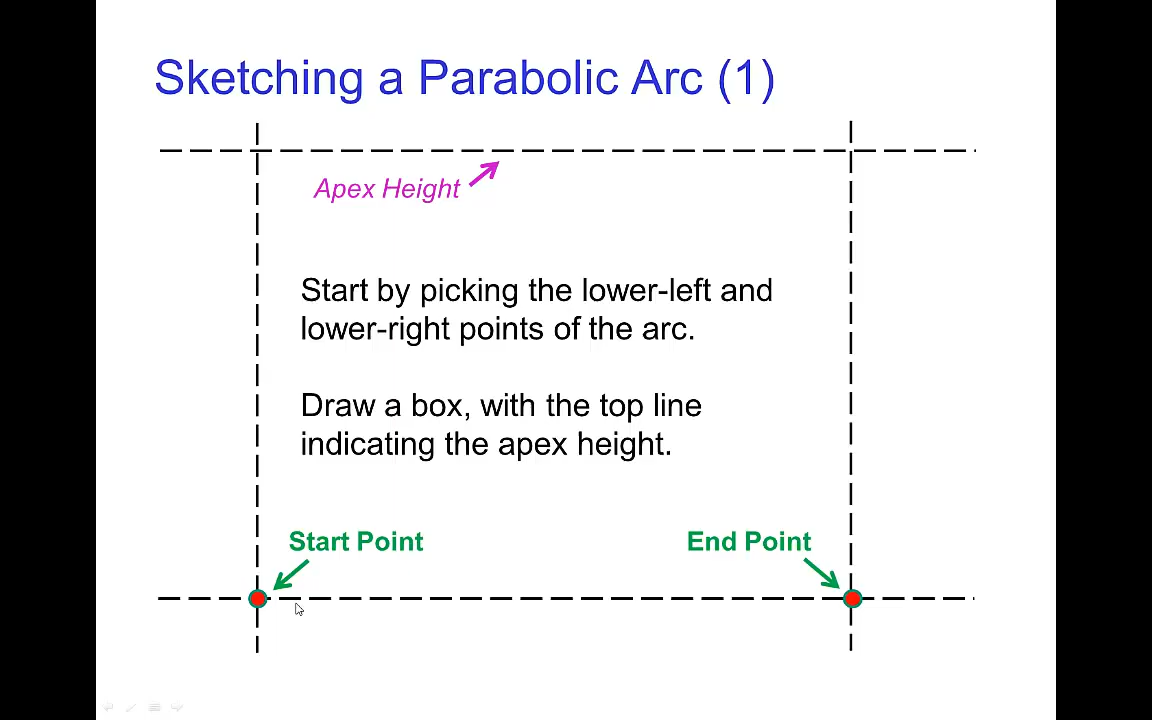 Sketching a Parabolic Arc (1)
Apex Height
Start by picking the lower-left and
lower-right points of the arc.
Draw a box, with the top line
indicating the apex height.
Start Point
End Point